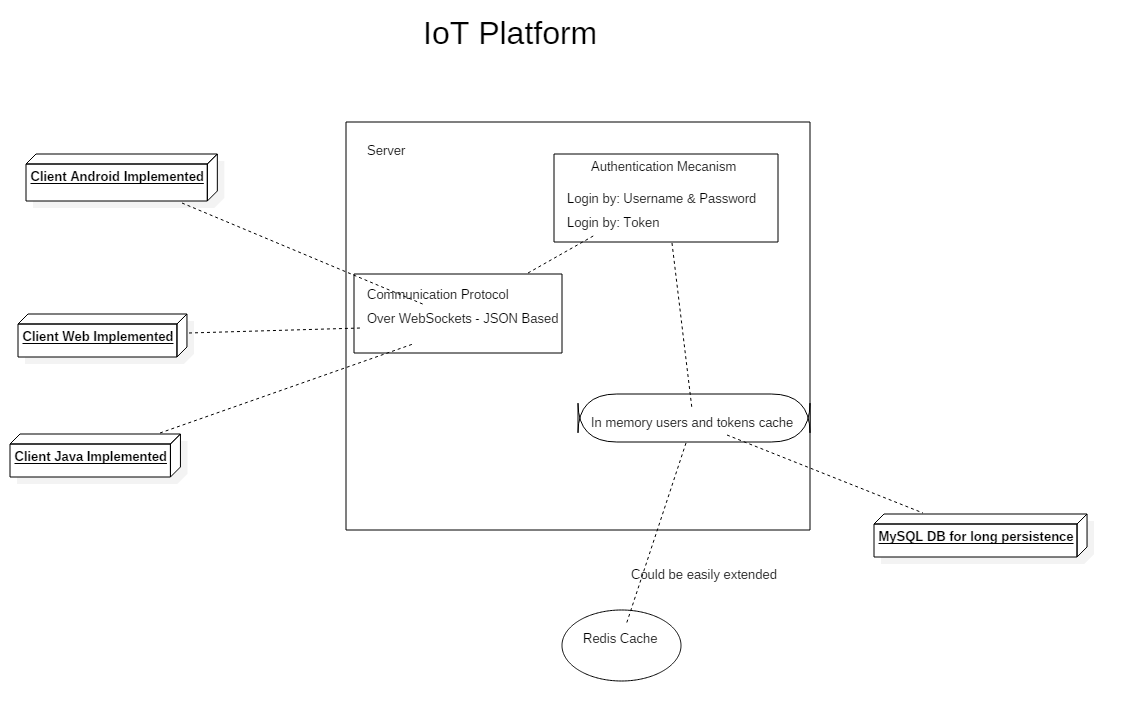 IoT Platform
Server
Authentication Mecanism
Client Android Implemented
Login by: Username & Password
Login by: Token
Communication Protocol
Over WebSockets - JSON Based
Client Web Implemented
In memory users and tokens cache
Client Java Implemented
MySQL DB for long persistence
Could be easily extended
Redis Cache